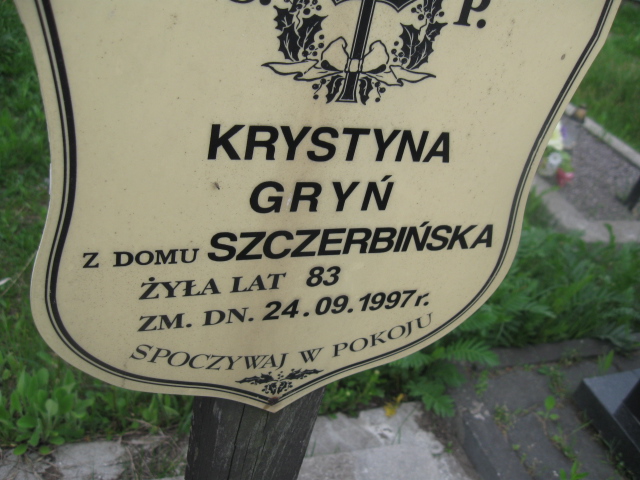 p.
KRYSTYNA
GRYŃ
Z DOMU SZCZERBIŃSKA
ŻYŁA LAT 83
ZM. DN. 24.09.1997r.
SPOCZYWAJ W POKOJU